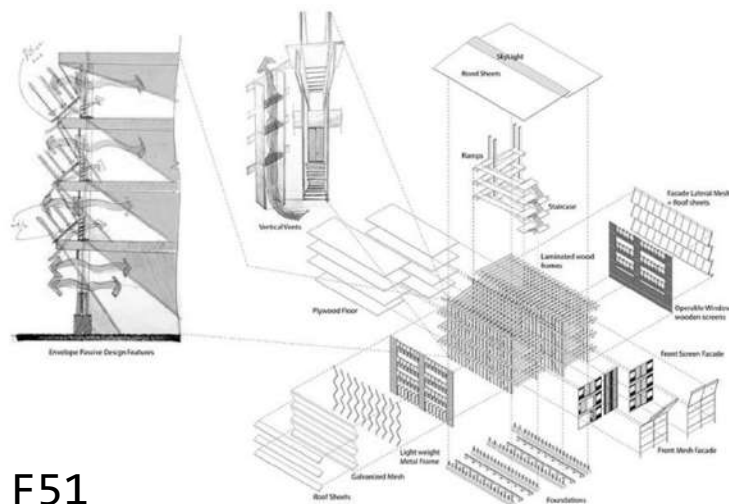 Skylight
Rood Sheets
Ramps
Staircase
Facade Lateral Mesh
+ Roof sheets
Vertical Vents
Laminated wood
frames
Plywood Floor
Operable Window
wooden screens
Envelope Passive Design Features
Front Screen Facade
Light weight
Metal Frame
Front Mesh Facade
Galvanized Mesh
Roof Sheets
Foundations
F51